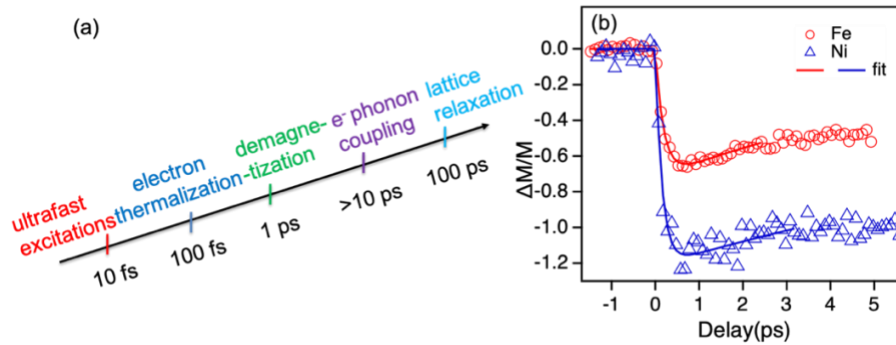 (a)
ultrafast
excitations
electron
thermalization
demagne-
-tization
e⁻ phonon
coupling
lattice
relaxation
10 fs
100 fs
1 ps
>10 ps
100 ps
(b)
Fe
Ni
fit
0.0
-0.2
-0.4
-0.6
-0.8
-1.0
-1.2
ΔM/M
-1 0 1 2 3 4 5
Delay(ps)